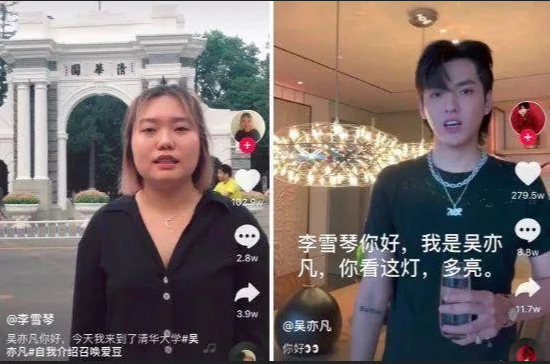 園華清
102.9w
2.8w
3.9w
@李雪琴
吴亦凡你好，今天我来到了清华大学#吴
亦凡#自我介绍召唤爱豆
279.5w
李雪琴你好，我是吴亦
凡，你看这灯，多亮。
8.8w
11.7w
@吴亦凡
你好👀